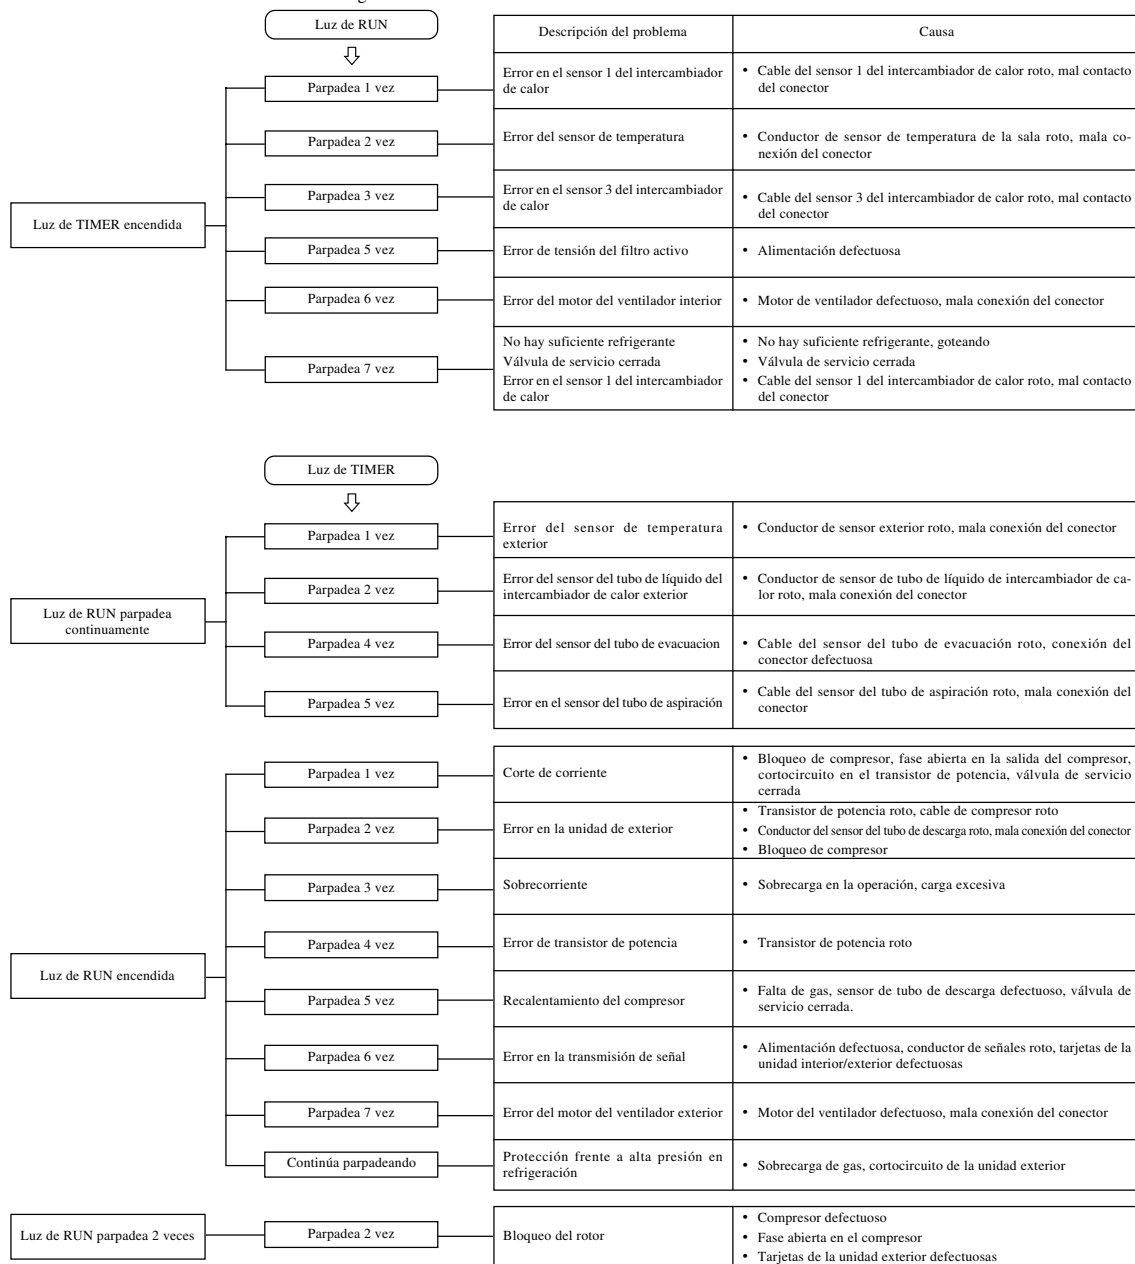 Luz de RUN
Descripción del problema
Causa
Luz de TIMER encendida
Parpadea 1 vez
Error en el sensor 1 del intercambiador
de calor
• Cable del sensor 1 del intercambiador de calor roto, mal contacto
del conector
Parpadea 2 vez
Error del sensor de temperatura
• Conductor de sensor de temperatura de la sala roto, mala co-
nexión del conector
Parpadea 3 vez
Error en el sensor 3 del intercambiador
de calor
• Cable del sensor 3 del intercambiador de calor roto, mal contacto
del conector
Parpadea 5 vez
Error de tensión del filtro activo
• Alimentación defectuosa
Parpadea 6 vez
Error del motor del ventilador interior
• Motor de ventilador defectuoso, mala conexión del conector
Parpadea 7 vez
No hay suficiente refrigerante
Válvula de servicio cerrada
Error en el sensor 1 del intercambiador
de calor
• No hay suficiente refrigerante, goteando
• Válvula de servicio cerrada
• Cable del sensor 1 del intercambiador de calor roto, mal contacto
del conector
Luz de TIMER
Luz de RUN parpadea
continuamente
Parpadea 1 vez
Error del sensor de temperatura
exterior
• Conductor de sensor exterior roto, mala conexión del conector
Parpadea 2 vez
Error del sensor del tubo de líquido del
intercambiador de calor exterior
• Conductor de sensor de tubo de líquido de intercambiador de ca-
lor roto, mala conexión del conector
Parpadea 4 vez
Error del sensor del tubo de evacuacion
• Cable del sensor del tubo de evacuación roto, conexión del
conector defectuosa
Parpadea 5 vez
Error en el sensor del tubo de aspiración
• Cable del sensor del tubo de aspiración roto, mala conexión del
conector
Luz de RUN encendida
Parpadea 1 vez
Corte de corriente
• Bloqueo de compresor, fase abierta en la salida del compresor,
cortocircuito en el transistor de potencia, válvula de servicio
cerrada
Parpadea 2 vez
Error en la unidad de exterior
• Transistor de potencia roto, cable de compresor roto
• Conductor del sensor del tubo de descarga roto, mala conexión del conector
• Bloqueo de compresor
Parpadea 3 vez
Sobrecorriente
• Sobrecarga en la operación, carga excesiva
Parpadea 4 vez
Error de transistor de potencia
• Transistor de potencia roto
Parpadea 5 vez
Recalentamiento del compresor
• Falta de gas, sensor de tubo de descarga defectuoso, válvula de
servicio cerrada.
Parpadea 6 vez
Error en la transmisión de señal
• Alimentación defectuosa, conductor de señales roto, tarjetas de la
unidad interior/exterior defectuosas
Parpadea 7 vez
Error del motor del ventilador exterior
• Motor del ventilador defectuoso, mala conexión del conector
Continúa parpadeando
Protección frente a alta presión en
refrigeración
• Sobrecarga de gas, cortocircuito de la unidad exterior
Luz de RUN parpadea 2 veces
Parpadea 2 vez
Bloqueo del rotor
• Compresor defectuoso
• Fase abierta en el compresor
• Tarjetas de la unidad exterior defectuosas